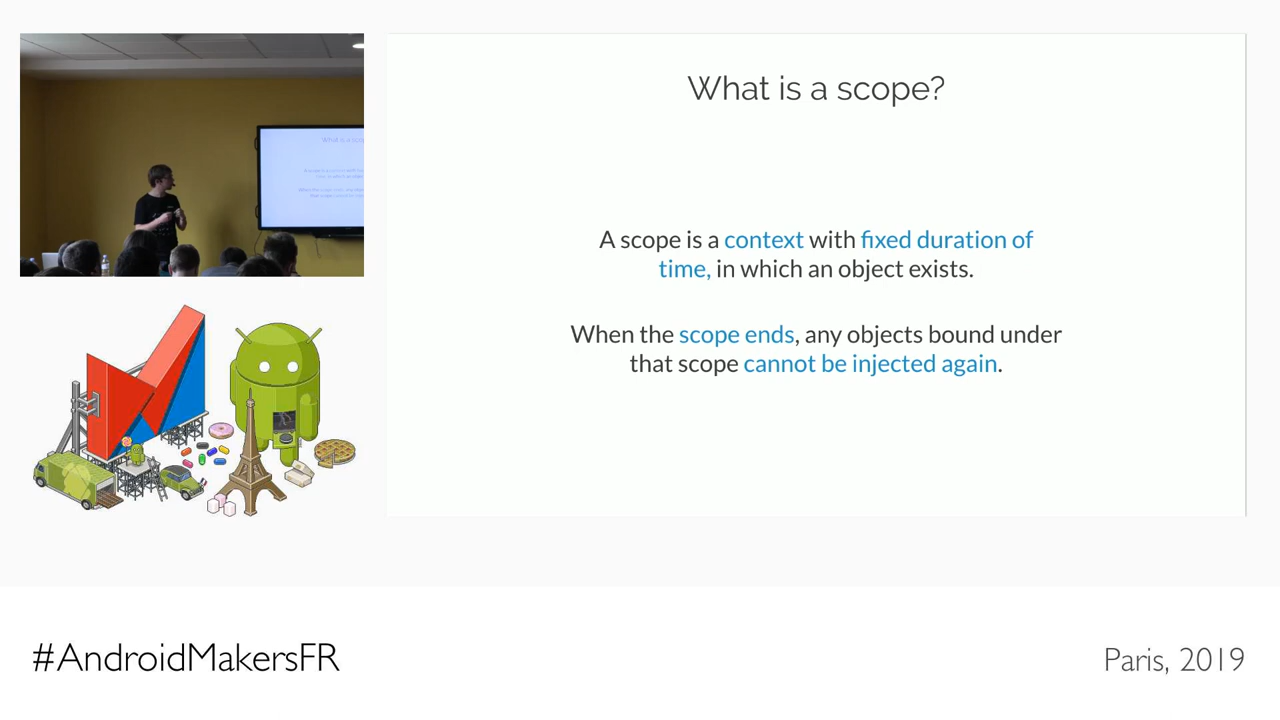 What is a scope?
A scope is a context with fixed duration of
time, in which an object exists.
When the scope ends, any objects bound under
that scope cannot be injected again.
#AndroidMakersFR
Paris, 2019